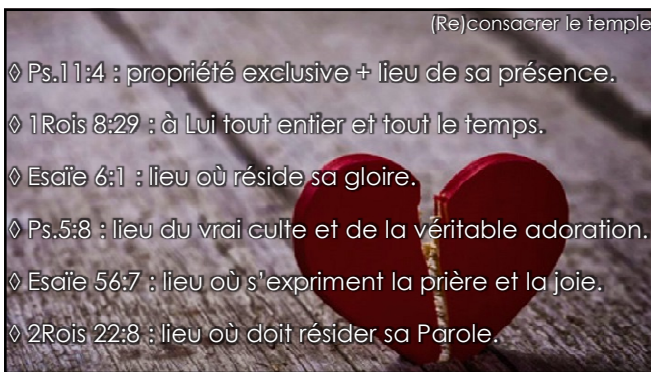 (Re)consacrer le temple
◊ Ps.11:4 : propriété exclusive + lieu de sa présence.
◊ 1Rois 8:29 : à Lui tout entier et tout le temps.
◊ Esaïe 6:1 : lieu où réside sa gloire.
◊ Ps.5:8 : lieu du vrai culte et de la véritable adoration.
◊ Esaïe 56:7 : lieu où s’expriment la prière et la joie.
◊ 2Rois 22:8 : lieu où doit résider sa Parole.